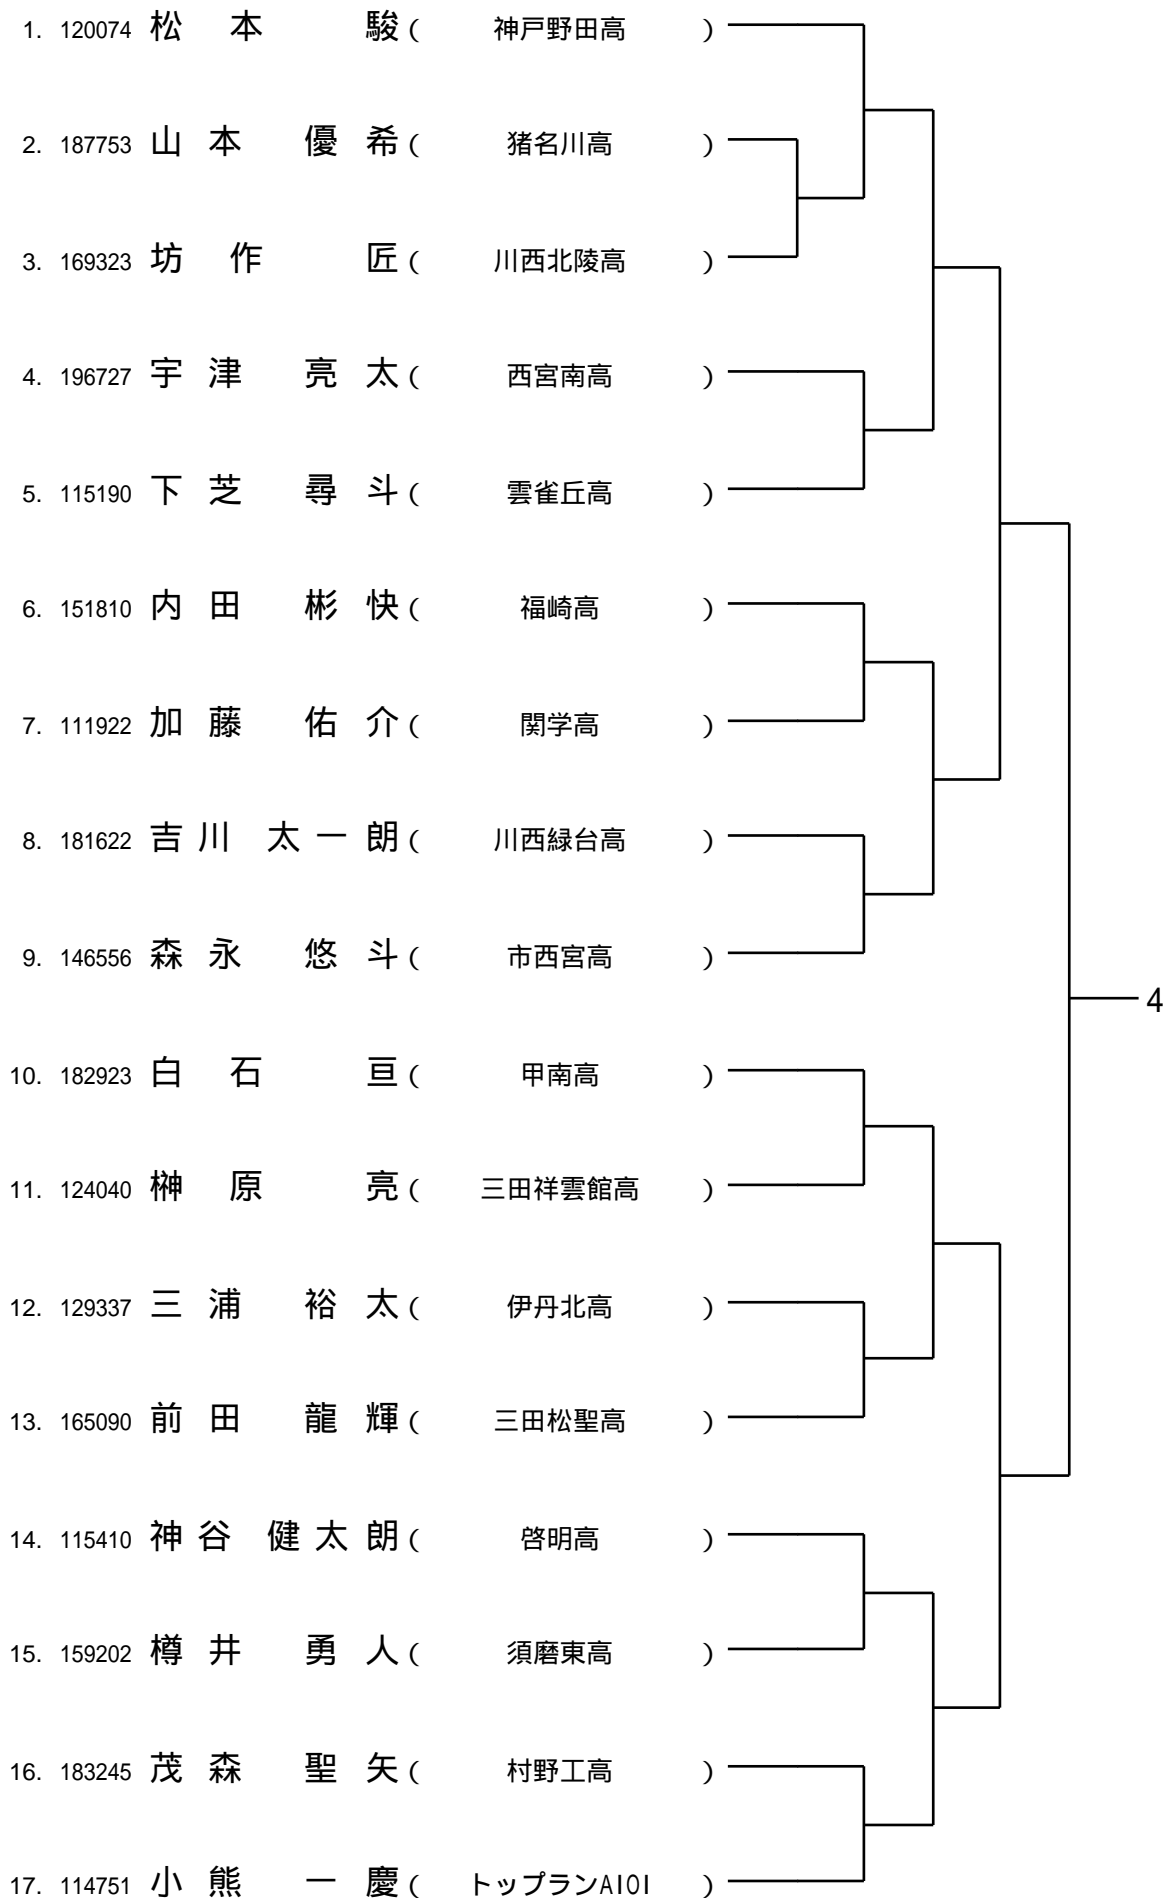 1. 120074 松本 駿 ( 神戸野田高 )
2. 187753 山本 優希 ( 猪名川高 )
3. 169323 坊作 匠 ( 川西北陵高 )
4. 196727 宇津 亮太 ( 西宮南高 )
5. 115190 下芝 尋斗 ( 雲雀丘高 )
6. 151810 内田 彬快 ( 福崎高 )
7. 111922 加藤 佑介 ( 関学高 )
8. 181622 吉川 太一朗 ( 川西緑台高 )
9. 146556 森永 悠斗 ( 市西宮高 )
4
10. 182923 白石 亘 ( 甲南高 )
11. 124040 榊原 亮 ( 三田祥雲館高 )
12. 129337 三浦 裕太 ( 伊丹北高 )
13. 165090 前田 龍輝 ( 三田松聖高 )
14. 115410 神谷 健太朗 ( 啓明高 )
15. 159202 樽井 勇人 ( 須磨東高 )
16. 183245 茂森 聖矢 ( 村野工高 )
17. 114751 小熊 一慶 ( トップランAIOI )